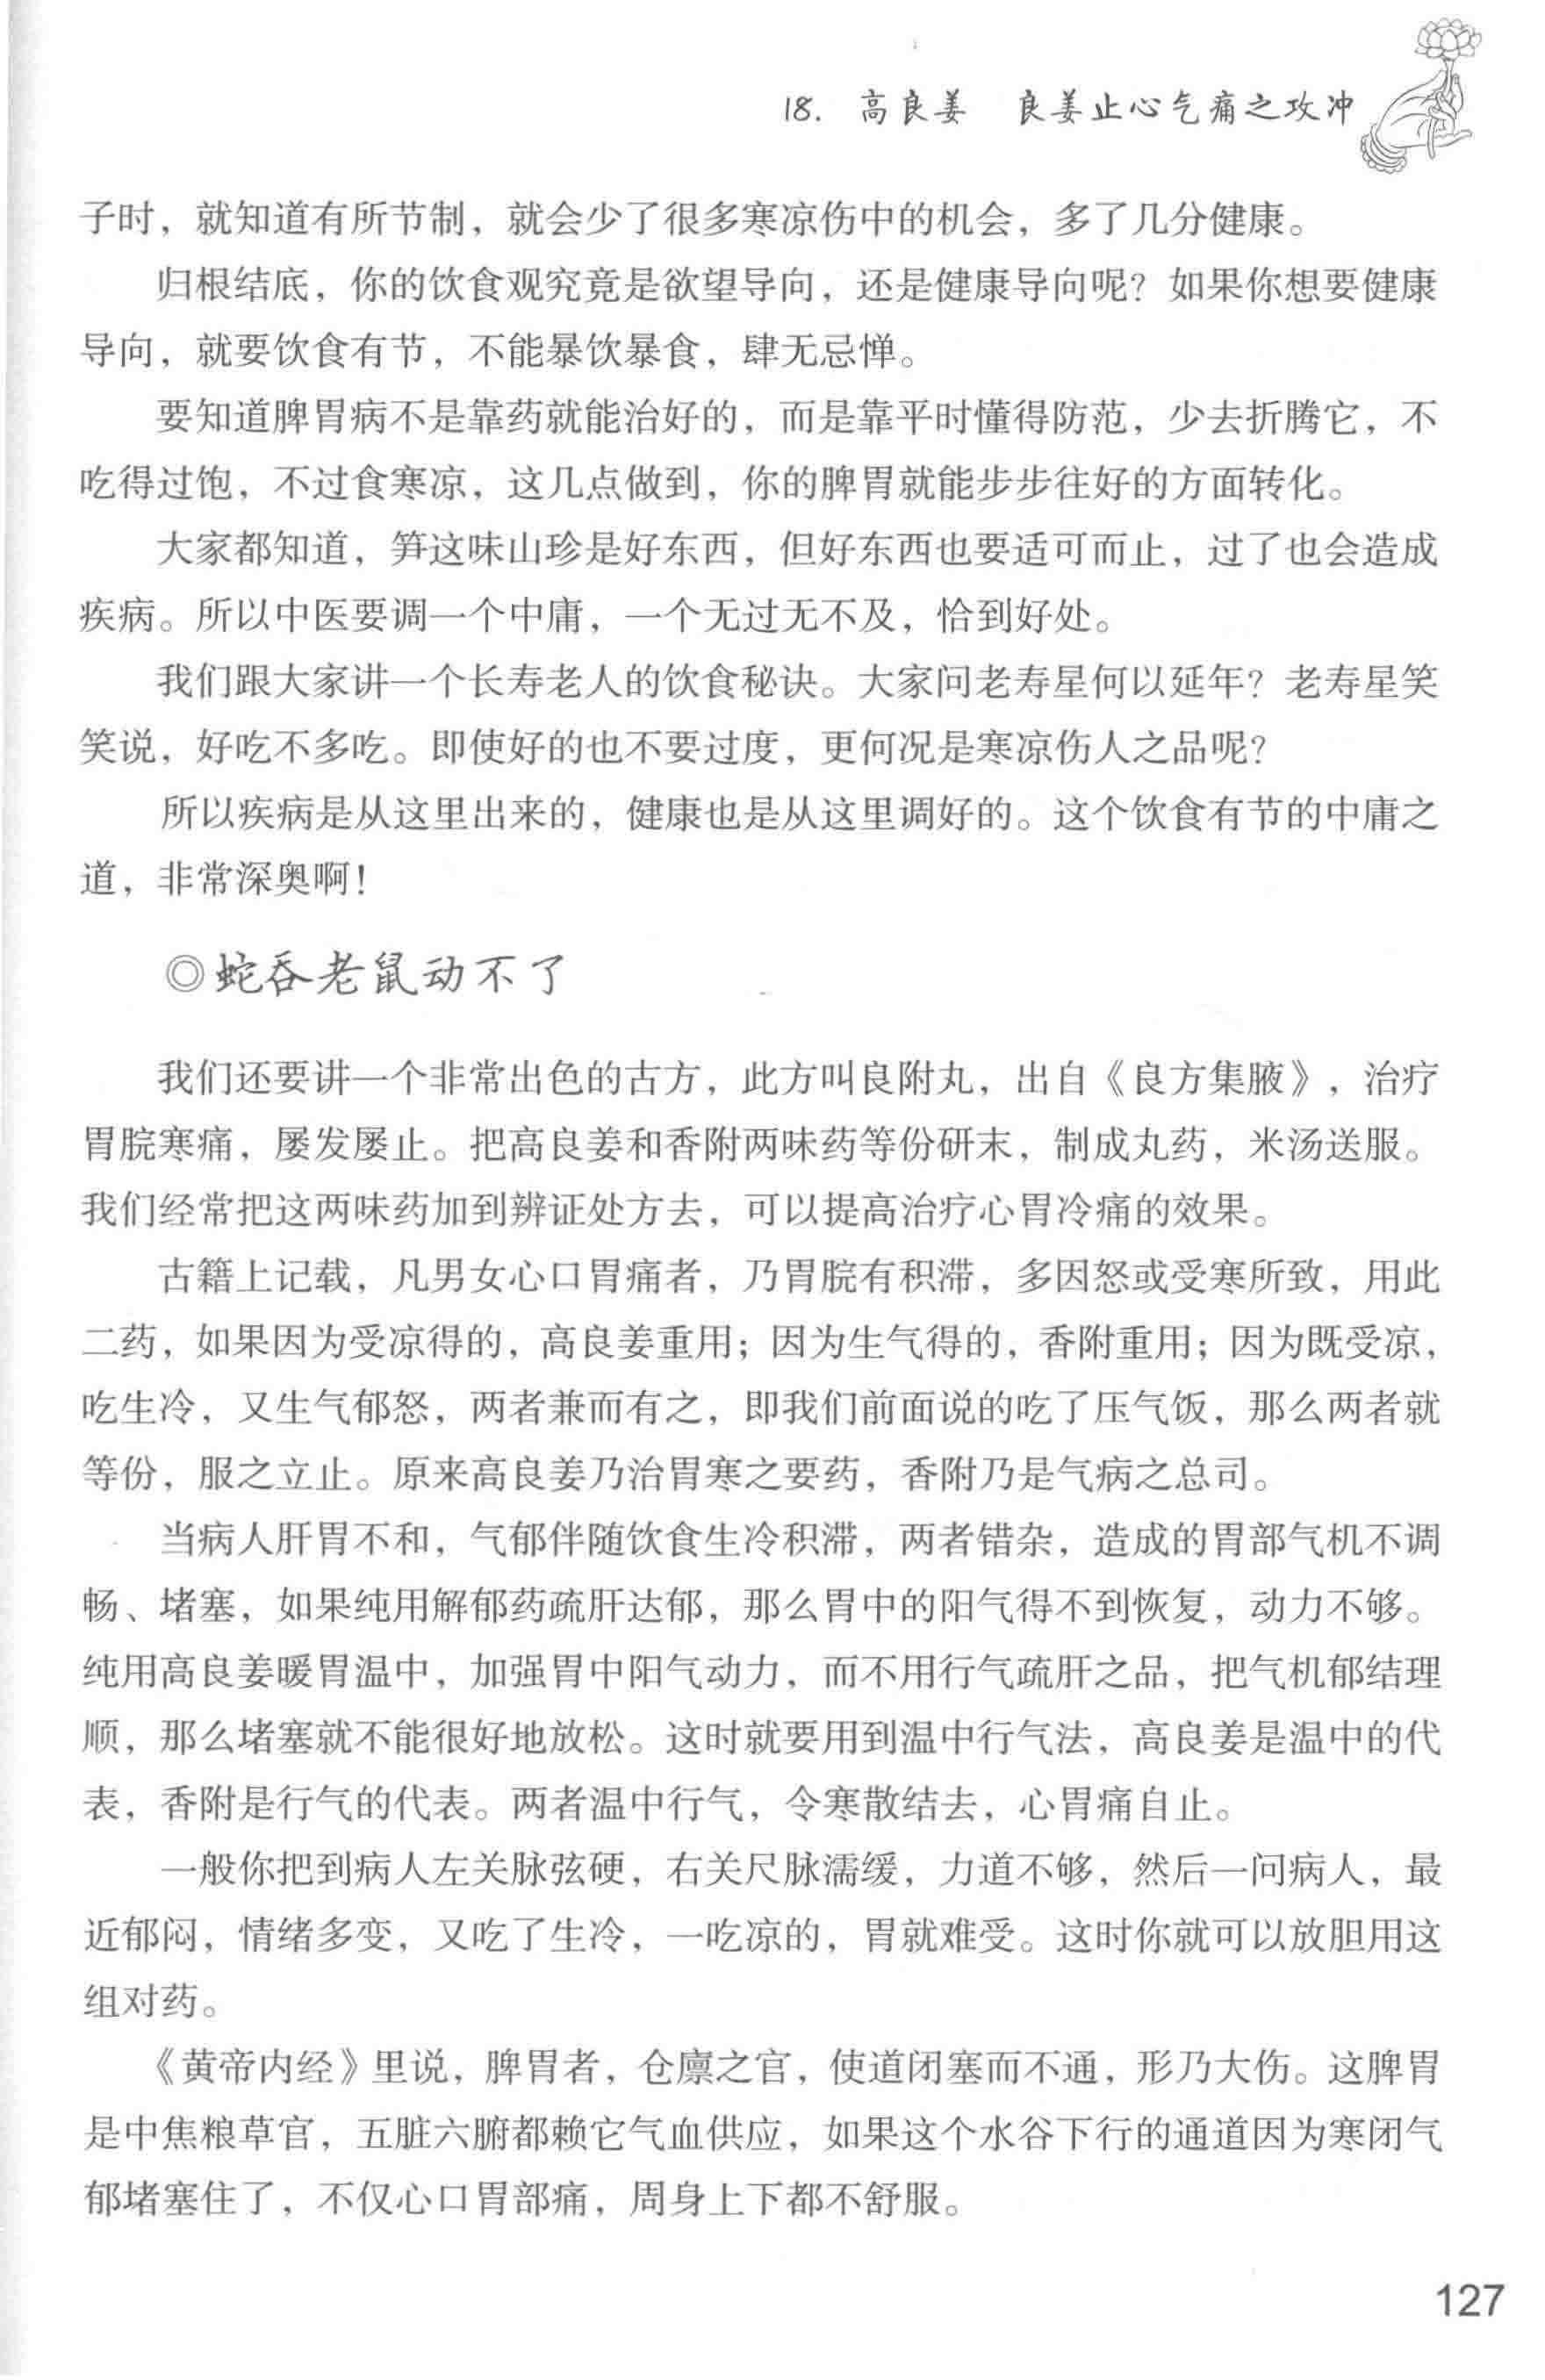 18. 高良姜 良姜止心气痛之攻冲
子时，就知道有所节制，就会少了很多寒凉伤中的机会，多了几分健康。
归根结底，你的饮食观究竟是欲望导向，还是健康导向呢？如果你想要健康
导向，就要饮食有节，不能暴饮暴食，肆无忌惮。
要知道脾胃病不是靠药就能治好的，而是靠平时懂得防范，少去折腾它，不
吃得过饱，不过食寒凉，这几点做到，你的脾胃就能步步往好的方面转化。
大家都知道，笋这味山珍是好东西，但好东西也要适可而止，过了也会造成
疾病。所以中医要调一个中庸，一个无过无不及，恰到好处。
我们跟大家讲一个长寿老人的饮食秘诀。大家问老寿星何以延年？老寿星笑
笑说，好吃不多吃。即使好的也不要过度，更何况是寒凉伤人之品呢？
所以疾病是从这里出来的，健康也是从这里调好的。这个饮食有节的中庸之
道，非常深奥啊！
◎蛇吞老鼠动不了
我们还要讲一个非常出色的古方，此方叫良附丸，出自《良方集腋》，治疗
胃脘寒痛，屡发屡止。把高良姜和香附两味药等份研末，制成丸药，米汤送服。
我们经常把这两味药加到辨证处方去，可以提高治疗心胃冷痛的效果。
古籍上记载，凡男女心口胃痛者，乃胃脘有积滞，多因怒或受寒所致，用此
二药，如果因为受凉得的，高良姜重用；因为生气得的，香附重用；因为既受凉，
吃生冷，又生气郁怒，两者兼而有之，即我们前面说的吃了压气饭，那么两者就
等份，服之立止。原来高良姜乃治胃寒之要药，香附乃是气病之总司。
当病人肝胃不和，气郁伴随饮食生冷积滞，两者错杂，造成的胃部气机不调
畅、堵塞，如果纯用解郁药疏肝达郁，那么胃中的阳气得不到恢复，动力不够。
纯用高良姜暖胃温中，加强胃中阳气动力，而不用行气疏肝之品，把气机郁结理
顺，那么堵塞就不能很好地放松。这时就要用到温中行气法，高良姜是温中的代
表，香附是行气的代表。两者温中行气，令寒散结去，心胃痛自止。
一般你把到病人左关脉弦硬，右关尺脉濡缓，力道不够，然后一问病人，最
近郁闷，情绪多变，又吃了生冷，一吃凉的，胃就难受。这时你就可以放胆用这
组对药。
《黄帝内经》里说，脾胃者，仓廪之官，使道闭塞而不通，形乃大伤。这脾胃
是中焦粮草官，五脏六腑都赖它气血供应，如果这个水谷下行的通道因为寒闭气
郁堵塞住了，不仅心口胃部痛，周身上下都不舒服。
127